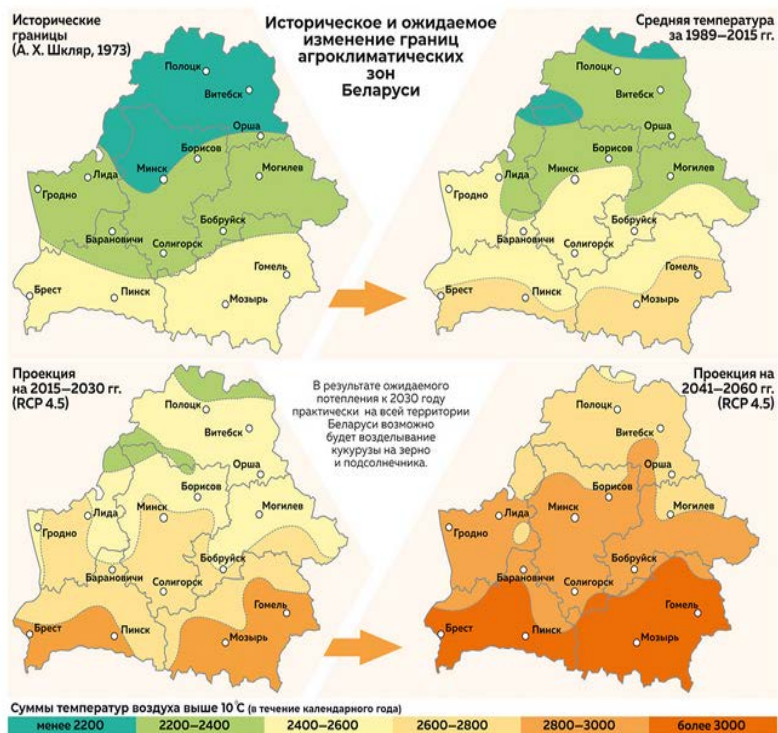 Исторические
границы
(А. Х. Шкляр, 1973)
Историческое и ожидаемое
изменение границ
агроклиматических
зон
Беларуси
Средняя температура
за 1989–2015 гг.
Полоцк
Витебск
Орша
Борисов
Минск
Лида
Гродно
Могилев
Барановичи
Солигорск
Бобруйск
Гомель
Брест
Пинск
Мозырь
Полоцк
Витебск
Орша
Борисов
Минск
Лида
Гродно
Могилев
Барановичи
Солигорск
Бобруйск
Гомель
Брест
Пинск
Мозырь
Проекция
на 2015–2030 гг.
(RCP 4.5)
В результате ожидаемого
потепления к 2030 году
практически на всей территории
Беларуси возможно
будет возделывание
кукурузы на зерно
и подсолнечника.
Проекция на
2041–2060 гг.
(RCP 4.5)
Полоцк
Витебск
Орша
Борисов
Минск
Лида
Гродно
Могилев
Барановичи
Солигорск
Бобруйск
Гомель
Брест
Пинск
Мозырь
Полоцк
Витебск
Орша
Борисов
Минск
Лида
Гродно
Могилев
Барановичи
Солигорск
Бобруйск
Гомель
Брест
Пинск
Мозырь
Суммы температур воздуха выше 10°C (в течение календарного года)
менее 2200 2200–2400 2400–2600 2600–2800 2800–3000 более 3000